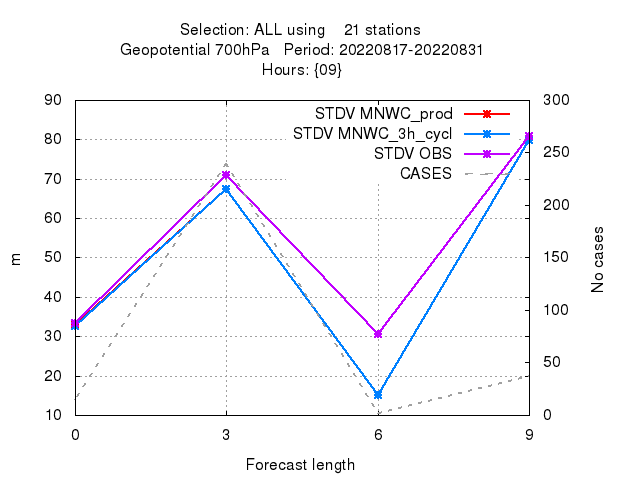 Selection: ALL using    21 stations
Geopotential 700hPa   Period: 20220817-20220831
Hours: {09}
STDV MNWC_prod
STDV MNWC_3h_cycl
STDV OBS
CASES
90
80
70
60
50
40
30
20
10
m
300
250
200
150
100
50
0
No cases
0 3 6 9
Forecast length